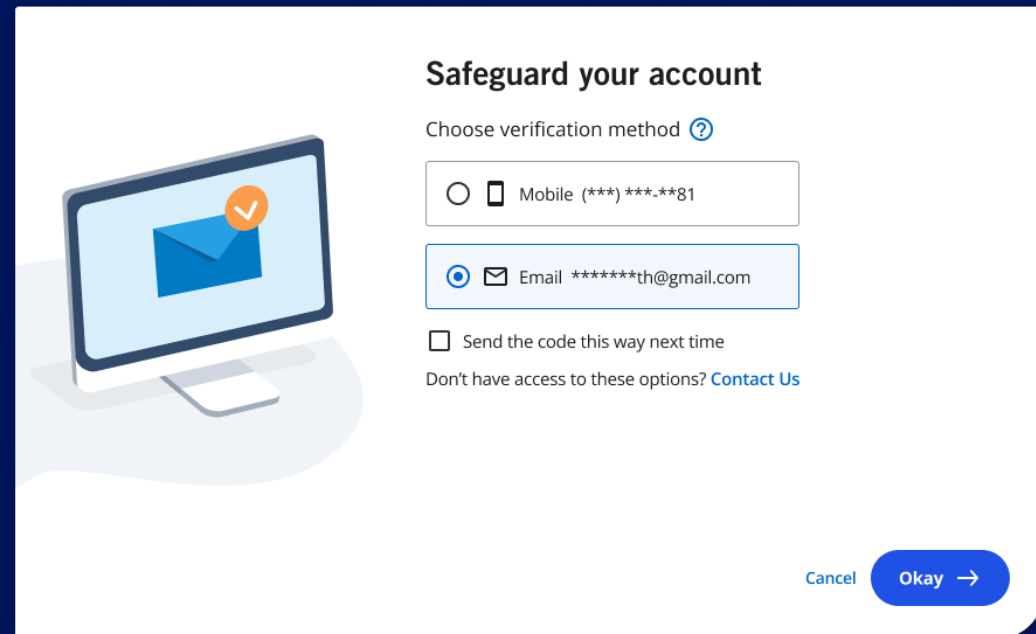 Safeguard your account
Choose verification method ?
Mobile (***) ***-**81
Email *******th@gmail.com
Send the code this way next time
Don't have access to these options? Contact Us
Cancel
Okay →